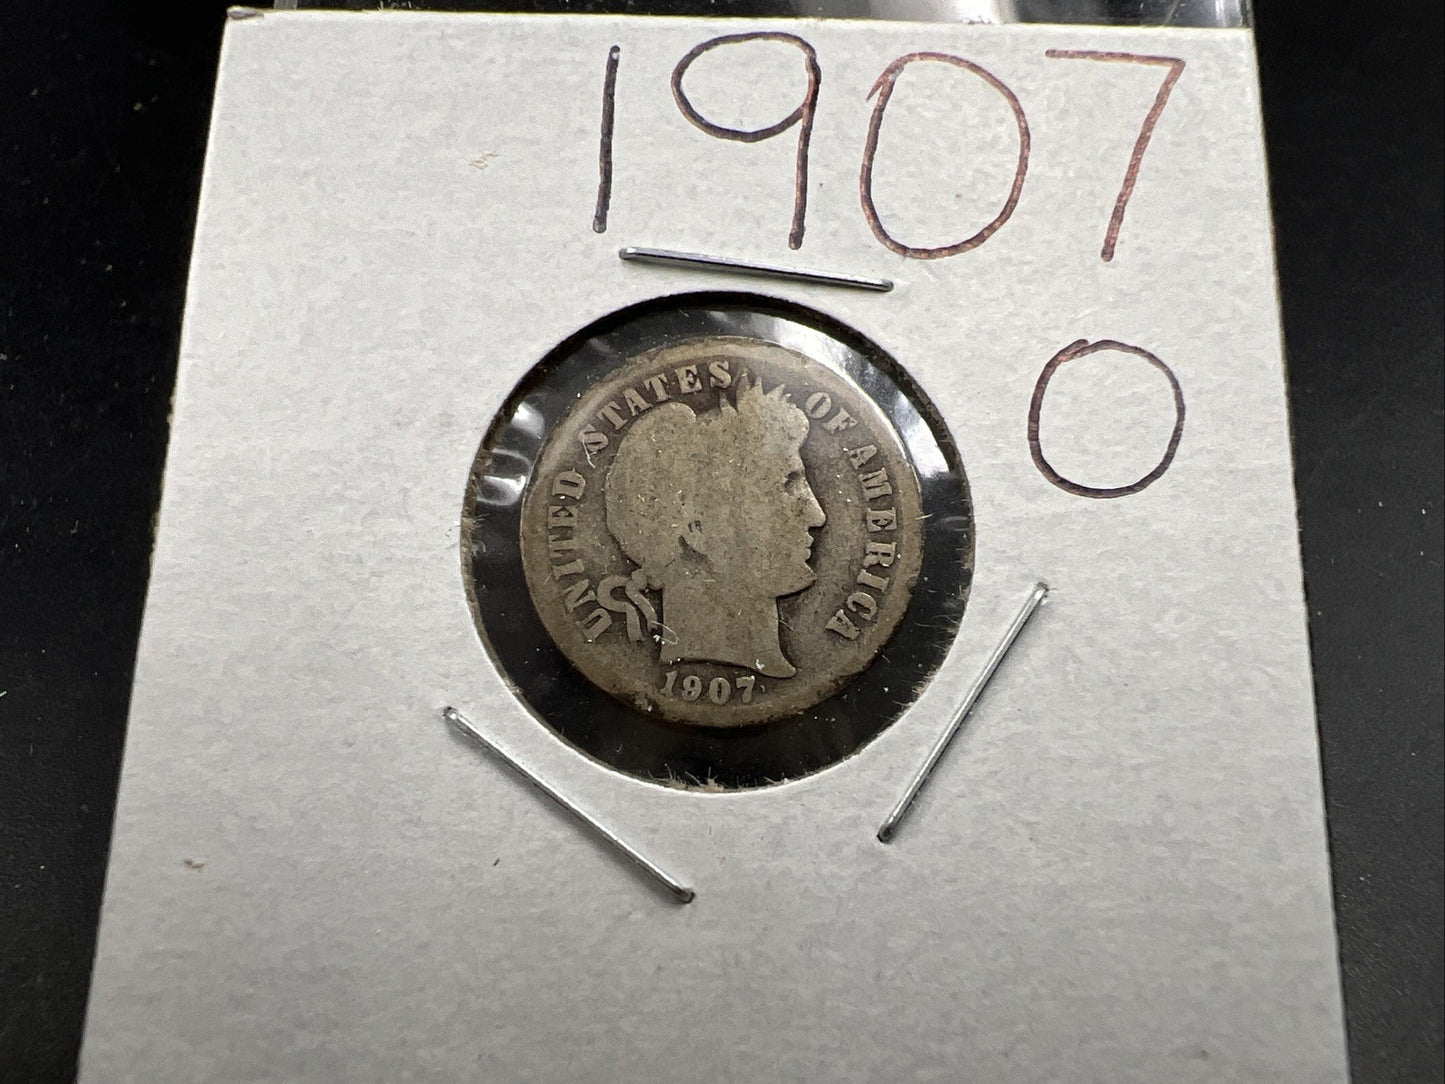 1907
O
UNITED STATES OF AMERICA
1907